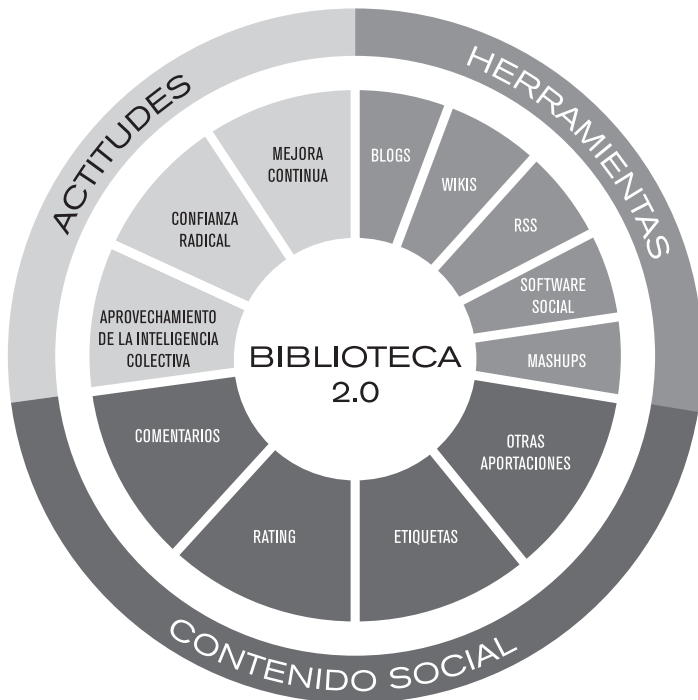 ACTITUDES
HERRAMIENTAS
MEJORA
CONTINUA
BLOGS
WIKIS
CONFIANZA
RADICAL
RSS
SOFTWARE
SOCIAL
APROVECHAMIENTO
DE LA INTELIGENCIA
COLECTIVA
BIBLIOTECA
2.0
MASHUPS
COMENTARIOS
OTRAS
APORTACIONES
RATING
ETIQUETAS
CONTENIDO SOCIAL